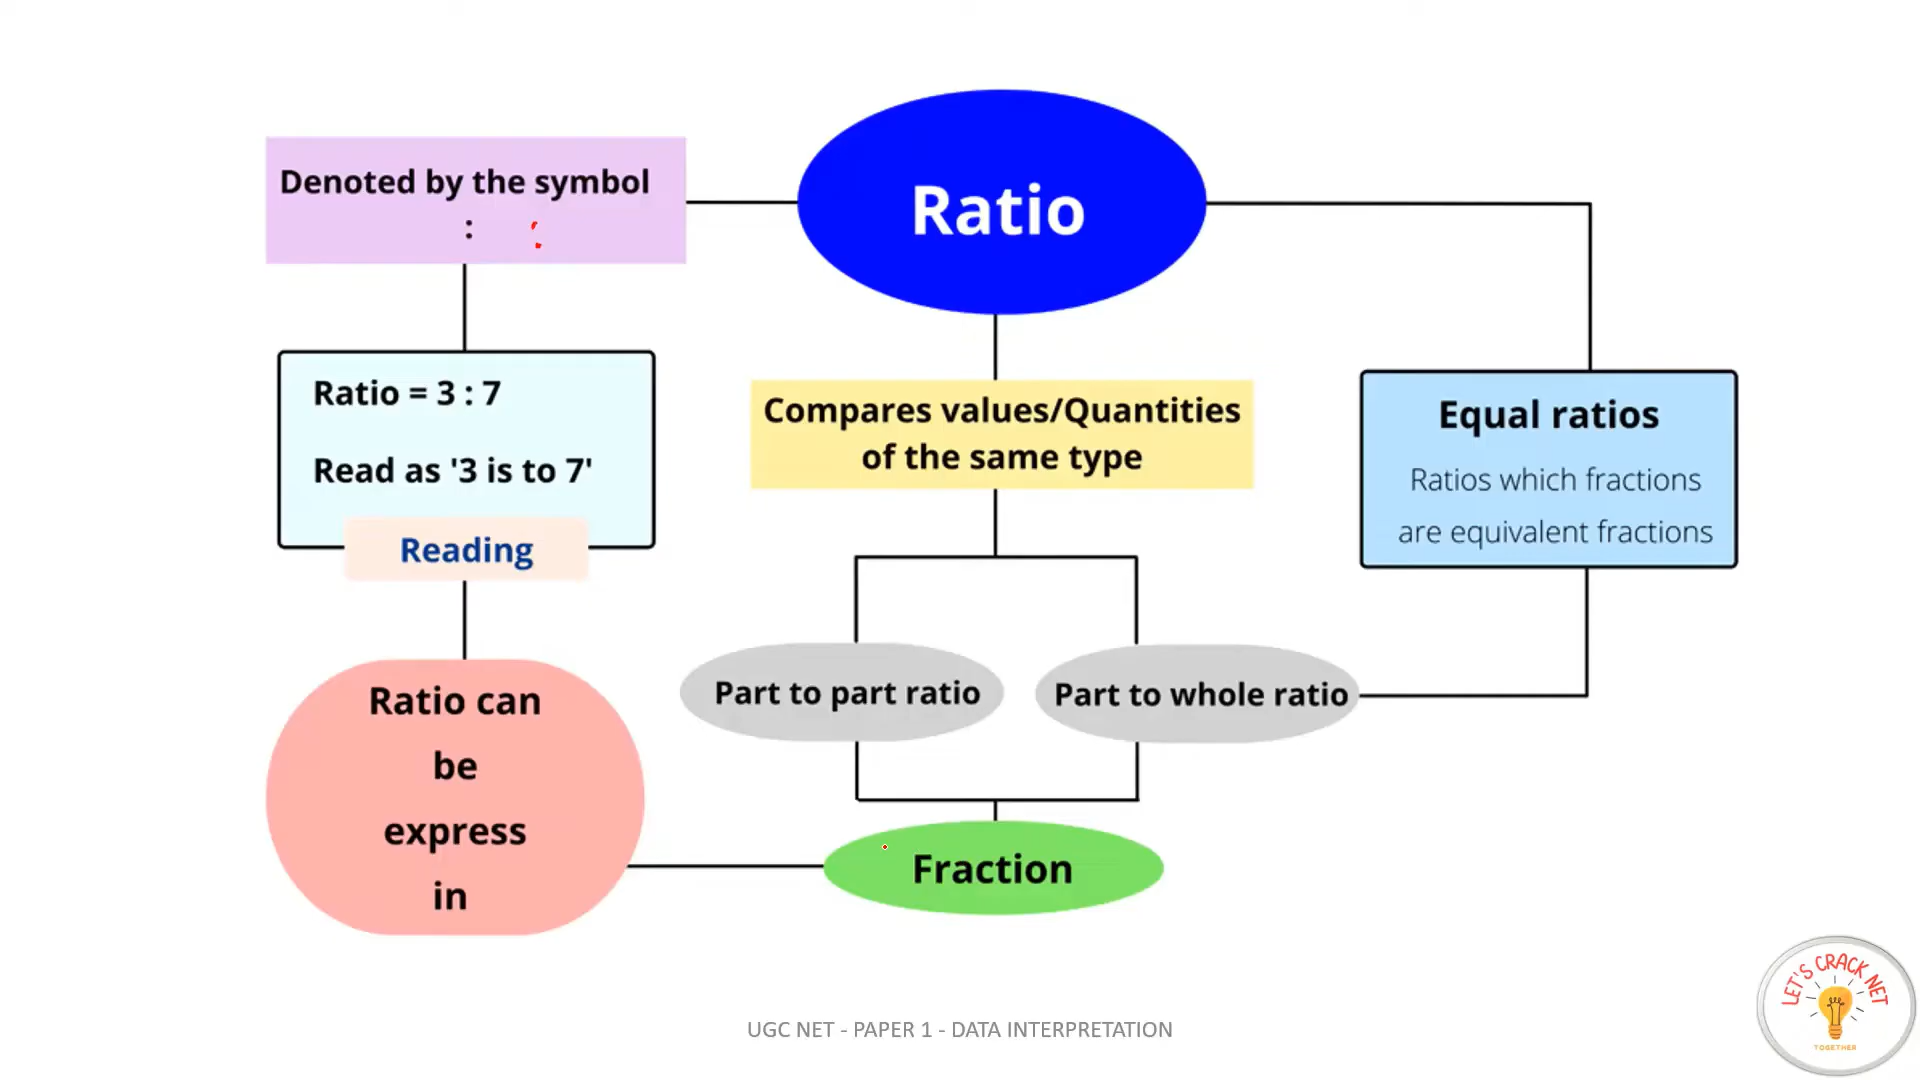 Ratio
Denoted by the symbol
:
Ratio = 3 : 7
Read as '3 is to 7'
Reading
Compares values/Quantities
of the same type
Equal ratios
Ratios which fractions
are equivalent fractions
Part to part ratio
Part to whole ratio
Ratio can
be
express
in
Fraction
UGC NET - PAPER 1 - DATA INTERPRETATION
LET'S CRACK NET
TOGETHER